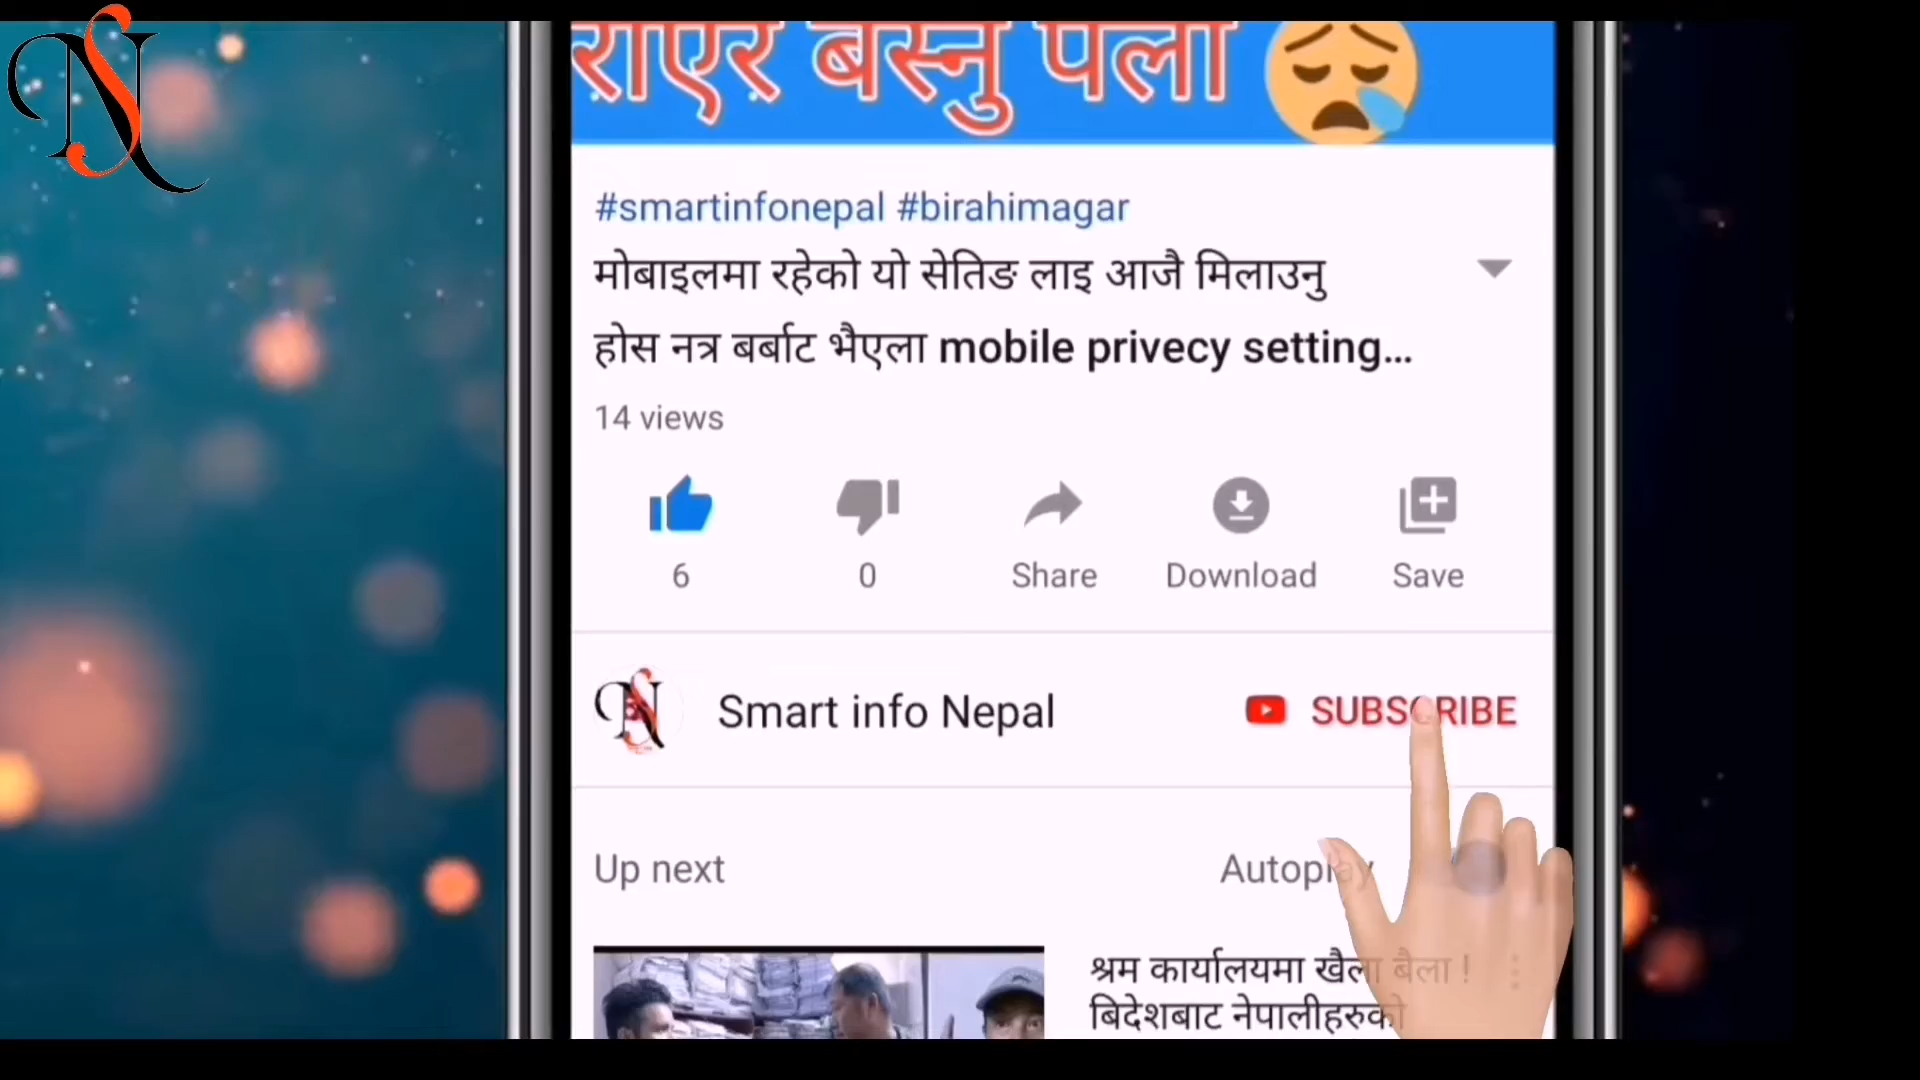 रोएर बस्नु पर्ला
#smartinfonepal #birahimagar
मोबाइलमा रहेको यो सेतिङ लाइ आजै मिलाउनु
होस नत्र बर्बाट भैएला mobile privecy setting...
14 views
6
0
Share
Download
Save
Smart info Nepal
SUBSCRIBE
Up next
Autoplay
श्रम कार्यालयमा खैला बैला !
बिदेशबाट नेपालीहरुको